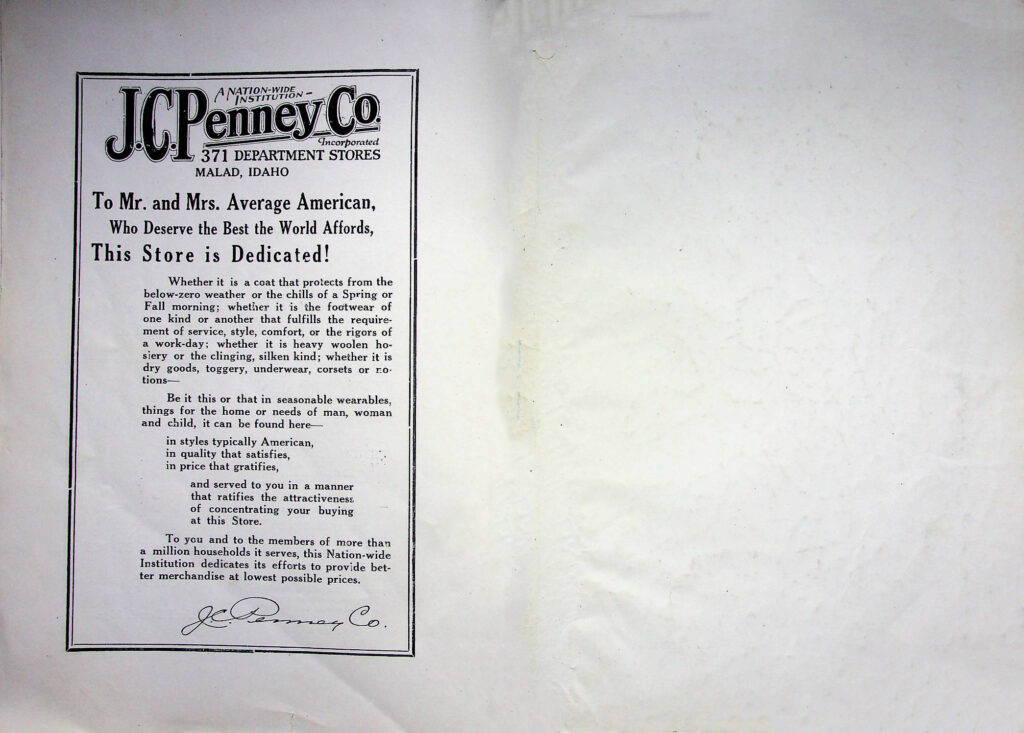 A NATION-WIDE
INSTITUTION-
J.C.Penney Co.
Incorporated
371 DEPARTMENT STORES
MALAD, IDAHO
To Mr. and Mrs. Average American,
Who Deserve the Best the World Affords,
This Store is Dedicated!
Whether it is a coat that protects from the
below-zero weather or the chills of a Spring or
Fall morning; whether it is the footwear of
one kind or another that fulfills the require-
ment of service, style, comfort, or the rigors of
a work-day; whether it is heavy woolen ho-
siery or the clinging, silken kind; whether it is
dry goods, toggery, underwear, corsets or no-
tions—
Be it this or that in seasonable wearables,
things for the home or needs of man, woman
and child, it can be found here—
in styles typically American,
in quality that satisfies,
in price that gratifies,
and served to you in a manner
that ratifies the attractiveness
of concentrating your buying
at this Store.
To you and to the members of more than
a million households it serves, this Nation-wide
Institution dedicates its efforts to provide bet-
ter merchandise at lowest possible prices.
J.C. Penney Co.